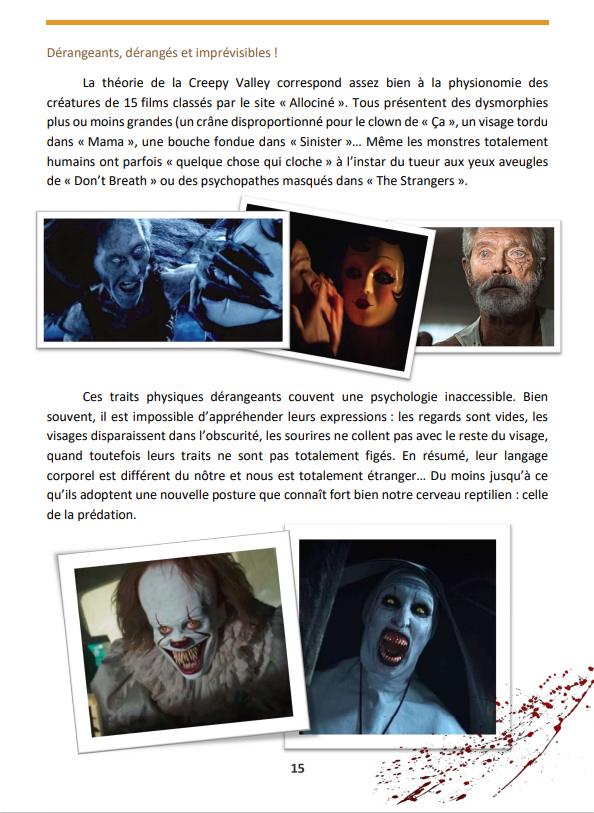 Dérangeants, dérangés et imprévisibles !
La théorie de la Creepy Valley correspond assez bien à la physionomie des
créatures de 15 films classés par le site « Allociné ». Tous présentent des dysmorphies
plus ou moins grandes (un crâne disproportionné pour le clown de « Ça », un visage tordu
dans « Mama », une bouche fondue dans « Sinister »… Même les monstres totalement
humains ont parfois « quelque chose qui cloche » à l’instar du tueur aux yeux aveugles
de « Don’t Breath » ou des psychopathes masqués dans « The Strangers ».
Ces traits physiques dérangeants couvent une psychologie inaccessible. Bien
souvent, il est impossible d’appréhender leurs expressions : les regards sont vides, les
visages disparaissent dans l’obscurité, les sourires ne collent pas avec le reste du visage,
quand toutefois leurs traits ne sont pas totalement figés. En résumé, leur langage
corporel est différent du nôtre et nous est totalement étranger… Du moins jusqu’à ce
qu’ils adoptent une nouvelle posture que connaît fort bien notre cerveau reptilien : celle
de la prédation.
15